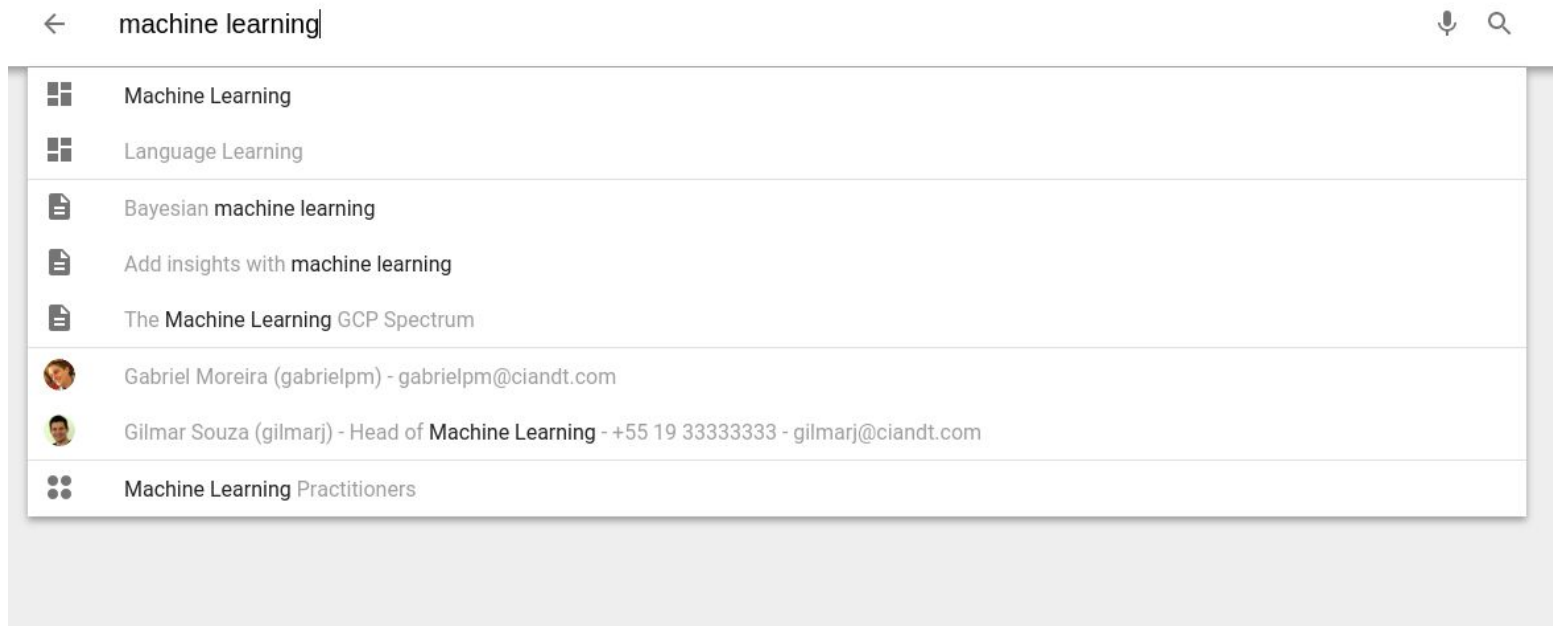 machine learning
Machine Learning
Language Learning
Bayesian machine learning
Add insights with machine learning
The Machine Learning GCP Spectrum
Gabriel Moreira (gabrielpm) - gabrielpm@ciandt.com
Gilmar Souza (gilmarj) - Head of Machine Learning - +55 19 33333333 - gilmarj@ciandt.com
Machine Learning Practitioners